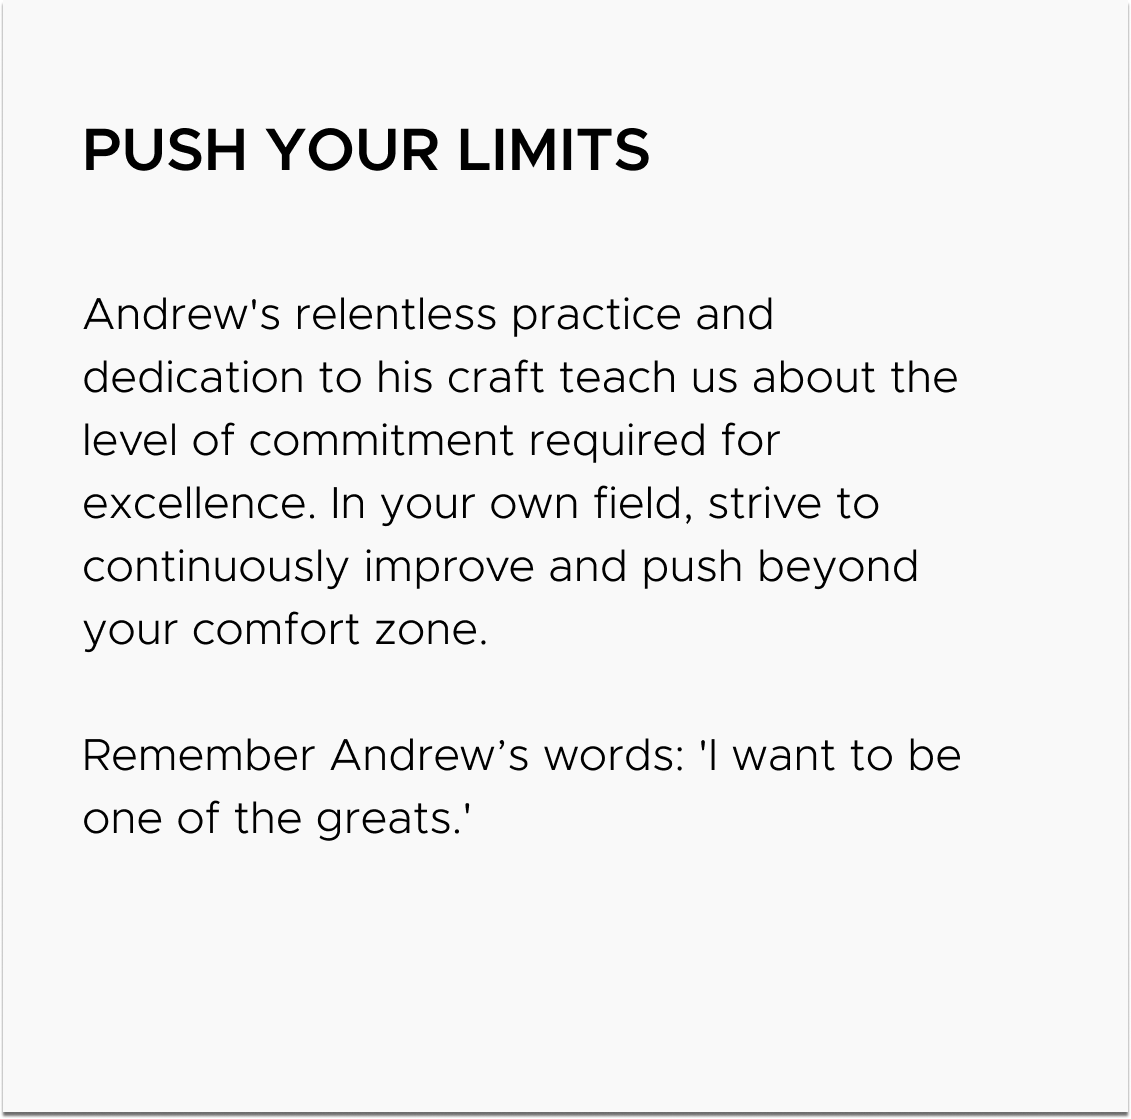 PUSH YOUR LIMITS
Andrew's relentless practice and
dedication to his craft teach us about the
level of commitment required for
excellence. In your own field, strive to
continuously improve and push beyond
your comfort zone.
Remember Andrew’s words: 'I want to be
one of the greats.'